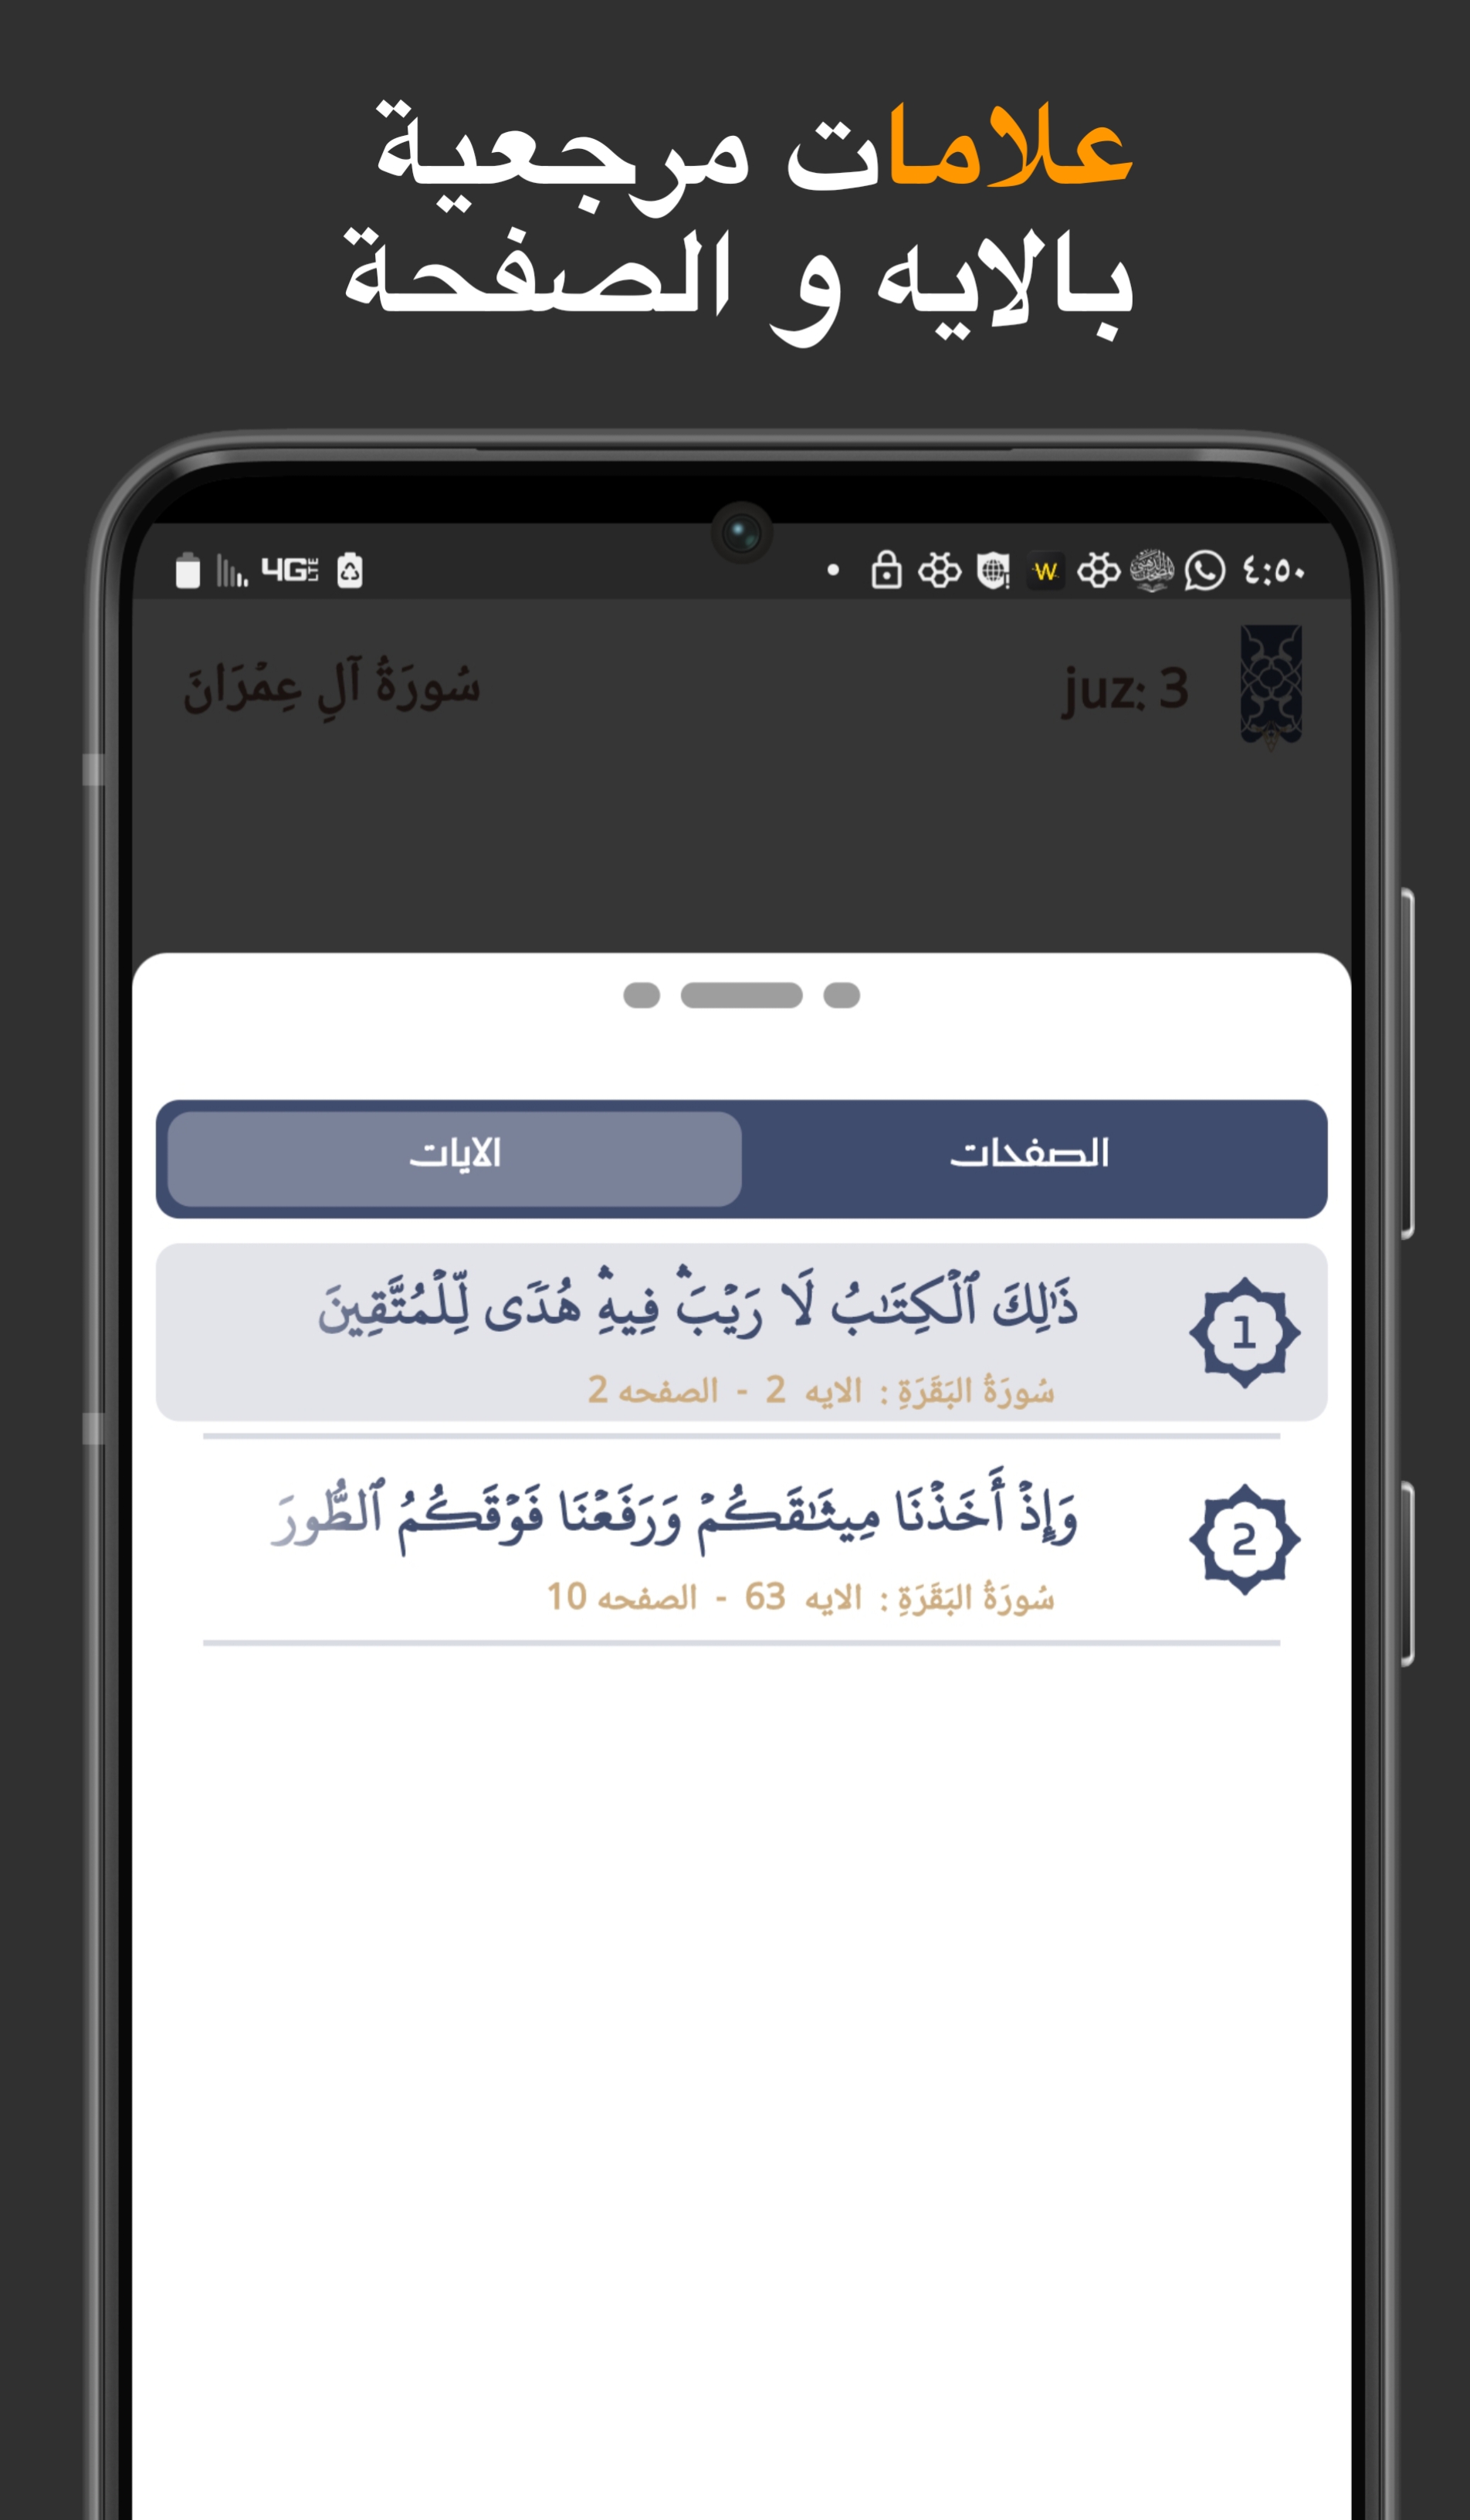 علامات مرجعية
بالإيه و الصفحة
٤:٥٠ W 4G LTE
juz: 3 سُورَةُ آلِ عِمْرَانَ
الصفحات الايات
1 ذَٰلِكَ ٱلْكِتَـٰبُ لَا رَيْبَ ۛ فِيهِ ۛ هُدًى لِّلْمُتَّقِينَ
سُورَةُ البَقَرَةِ : الايه 2 - الصفحه 2
2 وَإِذْ أَخَذْنَا مِيثَـٰقَكُمْ وَرَفَعْنَا فَوْقَكُمُ ٱلطُّورَ
سُورَةُ البَقَرَةِ : الايه 63 - الصفحه 10